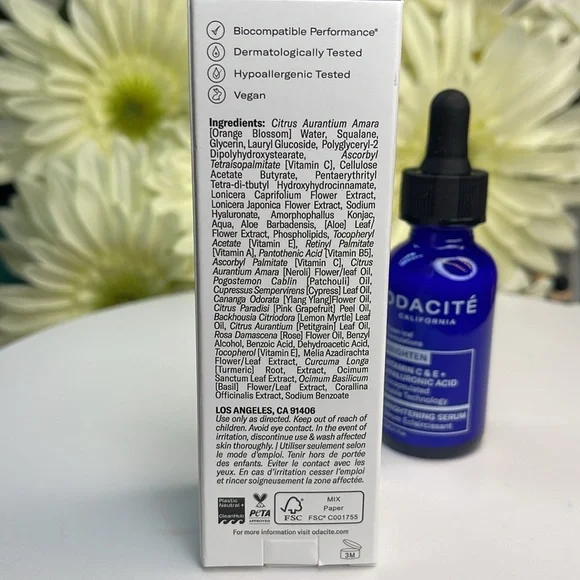 Biocompatible Performance*
Dermatologically Tested
Hypoallergenic Tested
Vegan
Ingredients: Citrus Aurantium Amara
[Orange Blossom] Water, Squalane,
Glycerin, Lauryl Glucoside, Polyglyceryl-2
Dipolyhydroxystearate, Ascorbyl
Tetraisopalmitate [Vitamin C], Cellulose
Acetate Butyrate, Pentaerythrityl
Tetra-di-tbutyl Hydroxyhydrocinnamate,
Lonicera Caprifolium Flower Extract,
Lonicera Japonica Flower Extract, Sodium
Hyaluronate, Amorphophallus Konjac,
Aqua, Aloe Barbadensis, [Aloe] Leaf/
Flower Extract, Phospholipids, Tocopheryl
Acetate [Vitamin E], Retinyl Palmitate
[Vitamin A], Pantothenic Acid [Vitamin B5],
Ascorbyl Palmitate [Vitamin C], Citrus
Aurantium Amara [Neroli] Flower/leaf Oil,
Pogostemon Cablin [Patchouli] Oil,
Cupressus Sempervirens [Cypress] Leaf Oil,
Cananga Odorata [Ylang Ylang]Flower Oil,
Citrus Paradisi [Pink Grapefruit] Peel Oil,
Backhousia Citriodora [Lemon Myrtle] Leaf
Oil, Citrus Aurantium [Petitgrain] Leaf Oil,
Rosa Damascena [Rose] Flower Oil, Benzyl
Alcohol, Benzoic Acid, Dehydroacetic Acid,
Tocopherol [Vitamin E], Mélia Azadirachta
Flower/Leaf Extract, Curcuma Longa
[Turmeric] Root, Extract, Ocimum
Sanctum Leaf Extract, Ocimum Basilicum
[Basil] Flower/Leaf Extract, Corallina
Officinalis Extract, Sodium Benzoate
LOS ANGELES, CA 91406
Use only as directed. Keep out of reach of
children. Avoid eye contact. In the event of
irritation, discontinue use & wash affected
skin thoroughly. | Utiliser seulement selon
le mode d'emploi. Tenir hors de portée
des enfants. Eviter le contact avec les
yeux. En cas d'irritation cesser l'emploi
et rincer soigneusement la zone affectée.
Plastic
Neutral +
CleanHub
PETA
APPROVED
FSC
MIX
Paper
FSC® C001755
For more information visit odacite.com
3M
ODACITÉ
CALIFORNIA
VITAMIN C & E +
HYALURONIC ACID
BRIGHTENING SERUM
Eclaircissant